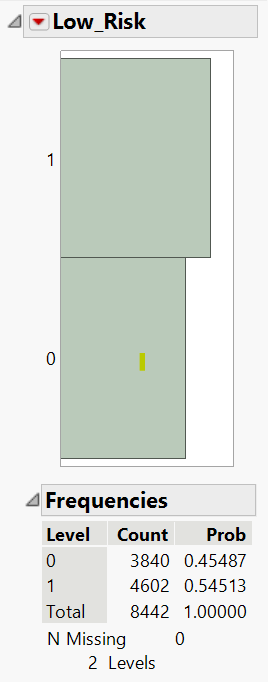 Low_Risk
1
0
Frequencies
Level Count Prob
0 3840 0.45487
1 4602 0.54513
Total 8442 1.00000
N Missing 0
2 Levels